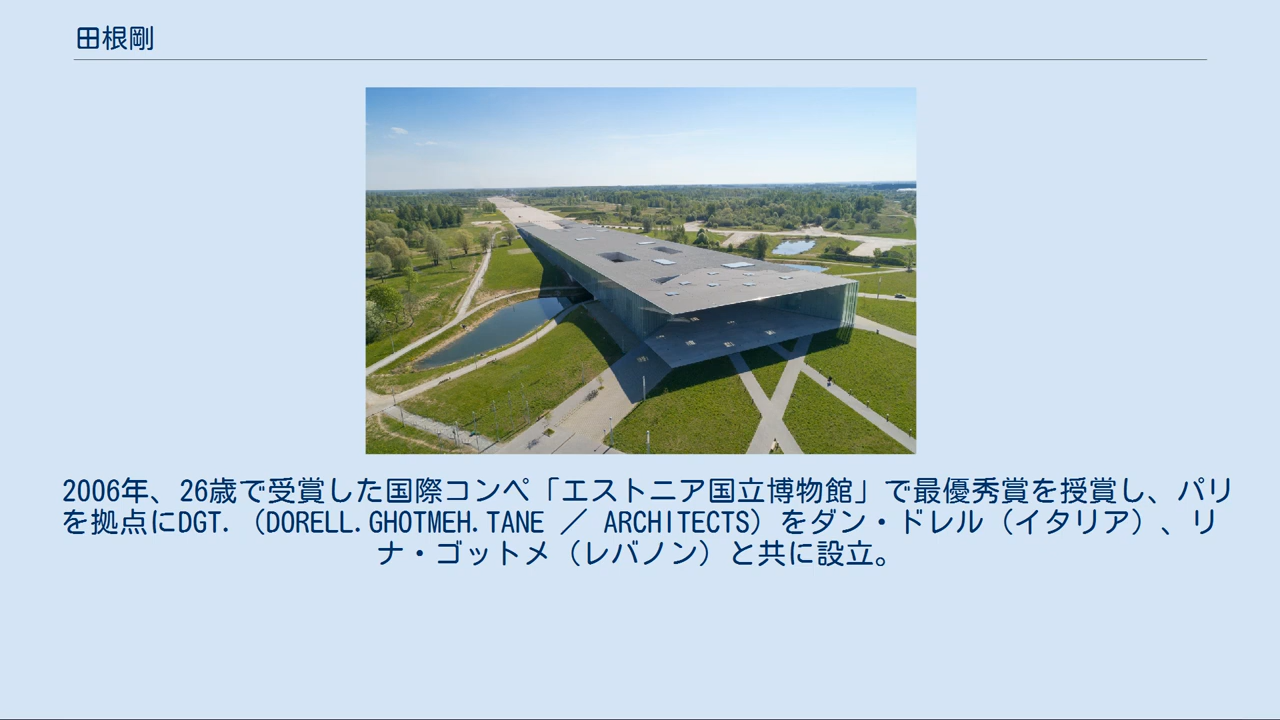 田根剛
2006年、26歳で受賞した国際コンペ「エストニア国立博物館」で最優秀賞を授賞し、パリ
を拠点にDGT. (DORELL.GHOTMEH.TANE ／ ARCHITECTS) をダン・ドレル（イタリア）、リ
ナ・ゴットメ（レバノン）と共に設立。